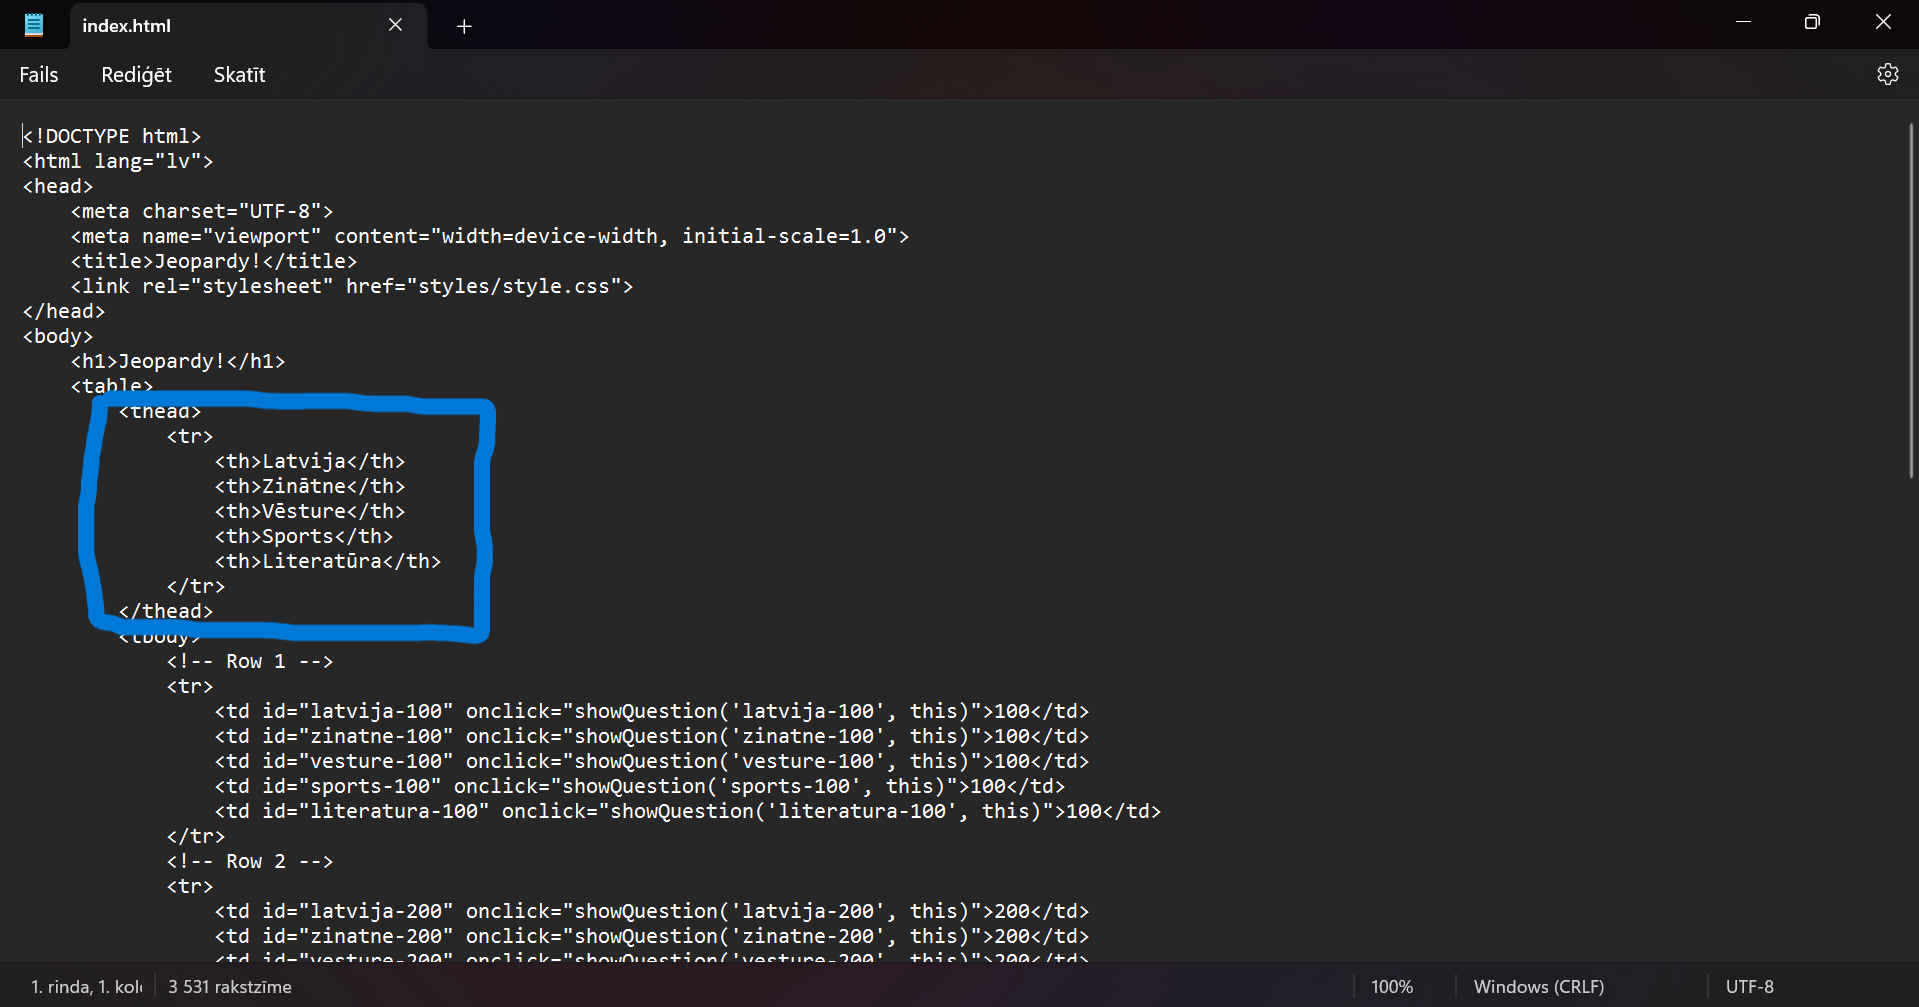 index.html
Fails Rediģēt Skatīt
<!DOCTYPE html>
<html lang="lv">
<head>
    <meta charset="UTF-8">
    <meta name="viewport" content="width=device-width, initial-scale=1.0">
    <title>Jeopardy!</title>
    <link rel="stylesheet" href="styles/style.css">
</head>
<body>
    <h1>Jeopardy!</h1>
    <table>
        <thead>
            <tr>
                <th>Latvija</th>
                <th>Zinātne</th>
                <th>Vēsture</th>
                <th>Sports</th>
                <th>Literatūra</th>
            </tr>
        </thead>
        <tbody>
            <!-- Row 1 -->
            <tr>
                <td id="latvija-100" onclick="showQuestion('latvija-100', this)">100</td>
                <td id="zinatne-100" onclick="showQuestion('zinatne-100', this)">100</td>
                <td id="vesture-100" onclick="showQuestion('vesture-100', this)">100</td>
                <td id="sports-100" onclick="showQuestion('sports-100', this)">100</td>
                <td id="literatura-100" onclick="showQuestion('literatura-100', this)">100</td>
            </tr>
            <!-- Row 2 -->
            <tr>
                <td id="latvija-200" onclick="showQuestion('latvija-200', this)">200</td>
                <td id="zinatne-200" onclick="showQuestion('zinatne-200', this)">200</td>
                <td id="vesture-200" onclick="showQuestion('vesture-200', this)">200</td>
1. rinda, 1. kol 3 531 rakstzīme 100% Windows (CRLF) UTF-8